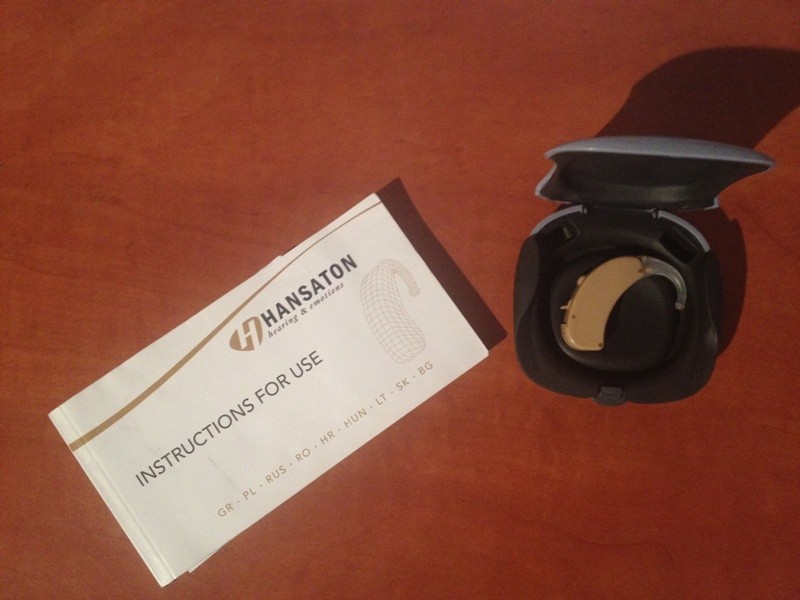 HANSATON
hearing & emotions
INSTRUCTIONS FOR USE
GR · PL · RUS · RO · HR · HUN · LT · SK · BG